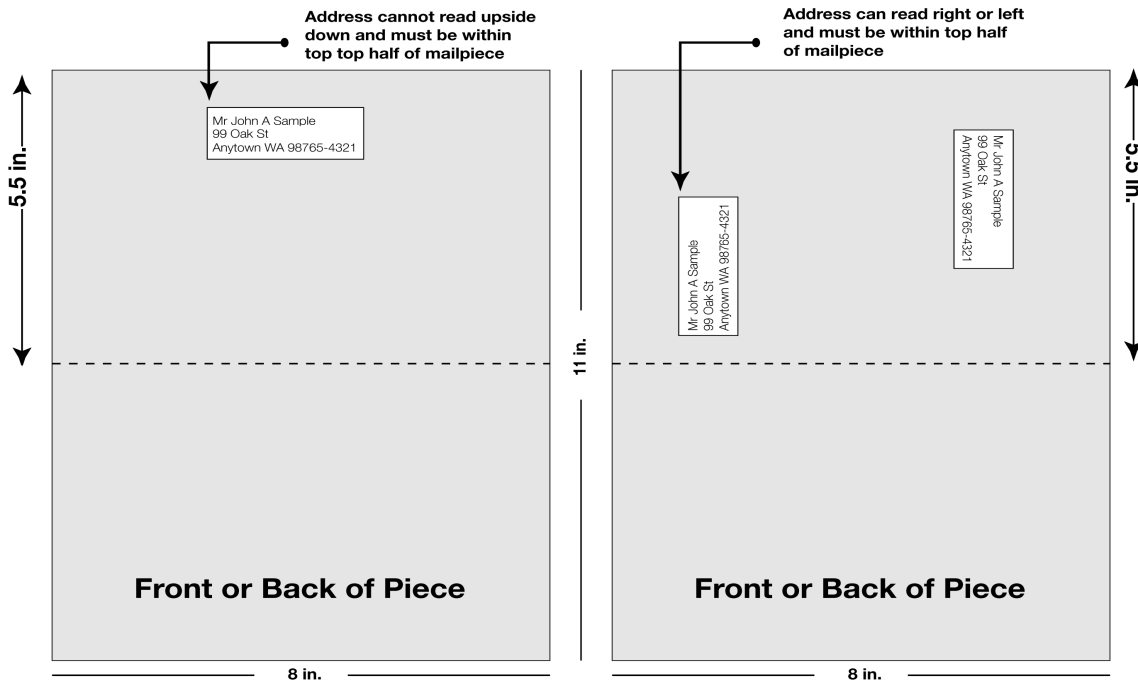 Address cannot read upside
down and must be within
top top half of mailpiece
Address can read right or left
and must be within top half
of mailpiece
5.5 in.
Mr John A Sample
99 Oak St
Anytown WA 98765-4321
11 in.
Mr John A Sample
99 Oak St
Anytown WA 98765-4321
Mr John A Sample
99 Oak St
Anytown WA 98765-4321
5.5 in.
Front or Back of Piece
Front or Back of Piece
8 in.
8 in.